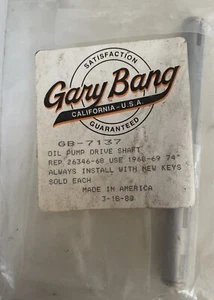 SATISFACTION
Gary Bang
CALIFORNIA - U.S.A.
GUARANTEED
GB-7137
OIL PUMP DRIVE SHAFT
REP 26346-68 USE 1968-69 74"
ALWAYS INSTALL WITH NEW KEYS
SOLD EACH
MADE IN AMERICA
3-16-88